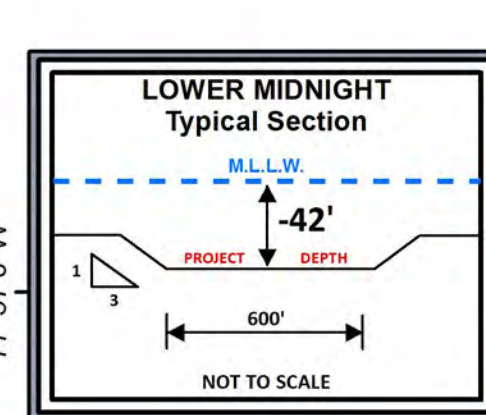 LOWER MIDNIGHT
Typical Section
M.L.L.W.
-42'
PROJECT DEPTH
1
3
600'
NOT TO SCALE